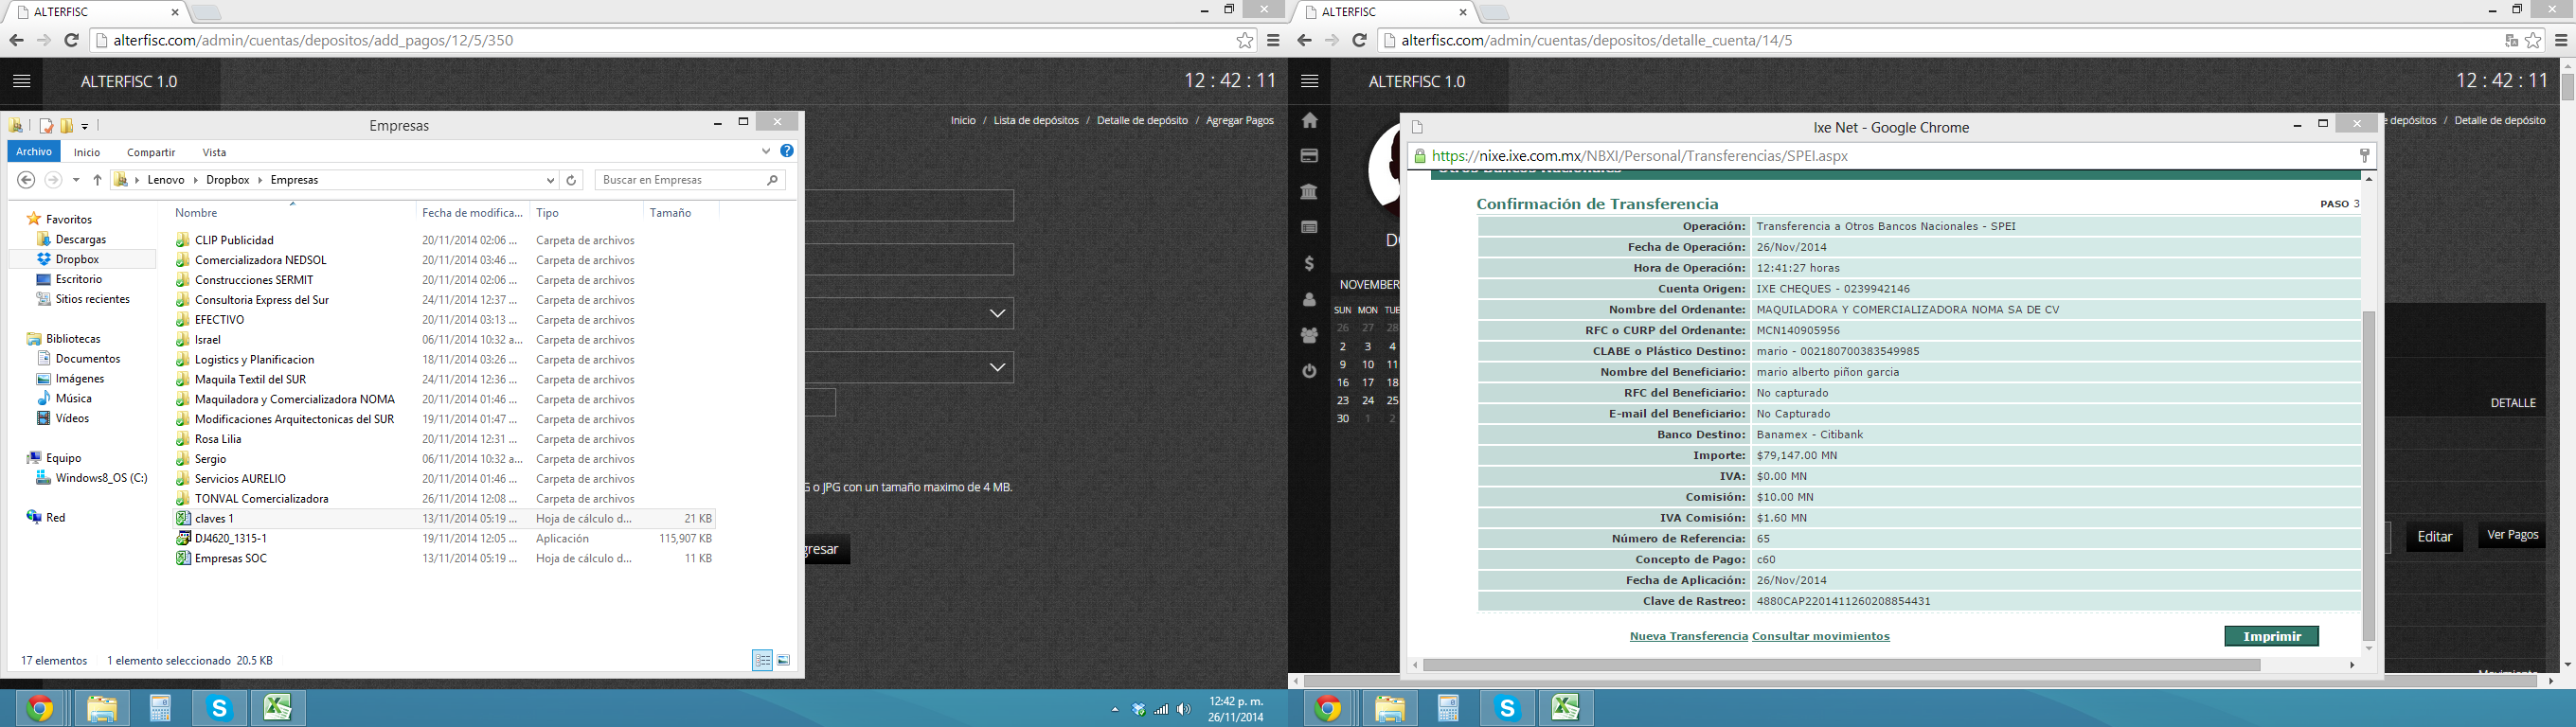 ALTERFISC
alterfisc.com/admin/cuentas/depositos/add_pagos/12/5/350
ALTERFISC 1.0
12 : 42 : 11
Inicio / Lista de depósitos / Detalle de depósito / Agregar Pagos
Empresas
Archivo Inicio Compartir Vista
Lenovo Dropbox Empresas
Buscar en Empresas
Nombre Fecha de modifica... Tipo Tamaño
Favoritos
Descargas
Dropbox
Escritorio
Sitios recientes
Bibliotecas
Documentos
Imágenes
Música
Vídeos
Equipo
Windows8_OS (C:)
Red
CLIP Publicidad 20/11/2014 02:06 ... Carpeta de archivos
Comercializadora NEDSOL 20/11/2014 03:46 ... Carpeta de archivos
Construcciones SERMIT 20/11/2014 02:06 ... Carpeta de archivos
Consultoria Express del Sur 24/11/2014 12:37 ... Carpeta de archivos
EFECTIVO 20/11/2014 03:13 ... Carpeta de archivos
Israel 06/11/2014 10:32 a... Carpeta de archivos
Logistics y Planificacion 18/11/2014 03:26 ... Carpeta de archivos
Maquila Textil del SUR 24/11/2014 12:36 ... Carpeta de archivos
Maquiladora y Comercializadora NOMA 20/11/2014 01:46 ... Carpeta de archivos
Modificaciones Arquitectonicas del SUR 19/11/2014 01:47 ... Carpeta de archivos
Rosa Lilia 20/11/2014 12:31 ... Carpeta de archivos
Sergio 06/11/2014 10:32 a... Carpeta de archivos
Servicios AURELIO 20/11/2014 01:46 ... Carpeta de archivos
TONVAL Comercializadora 26/11/2014 12:08 ... Carpeta de archivos
claves 1 13/11/2014 05:19 ... Hoja de cálculo d... 21 KB
DJ4620_1315-1 19/11/2014 12:05 ... Aplicación 115,907 KB
Empresas SOC 13/11/2014 05:19 ... Hoja de cálculo d... 11 KB
17 elementos 1 elemento seleccionado 20.5 KB
G o JPG con un tamaño maximo de 4 MB.
gresar
12:42 p. m.
26/11/2014
ALTERFISC
alterfisc.com/admin/cuentas/depositos/detalle_cuenta/14/5
ALTERFISC 1.0
12 : 42 : 11
de depósitos / Detalle de depósito
NOVEMBER
SUN MON TUE
26 27 28
2 3 4
9 10 11
16 17 18
23 24 25
30 1 2
Ixe Net - Google Chrome
https://nixe.ixe.com.mx/NBXI/Personal/Transferencias/SPEI.aspx
Otros Bancos Nacionales
Confirmación de Transferencia PASO 3
Operación: Transferencia a Otros Bancos Nacionales - SPEI
Fecha de Operación: 26/Nov/2014
Hora de Operación: 12:41:27 horas
Cuenta Origen: IXE CHEQUES - 0239942146
Nombre del Ordenante: MAQUILADORA Y COMERCIALIZADORA NOMA SA DE CV
RFC o CURP del Ordenante: MCN140905956
CLABE o Plástico Destino: mario - 002180700383549985
Nombre del Beneficiario: mario alberto piñon garcia
RFC del Beneficiario: No capturado
E-mail del Beneficiario: No Capturado
Banco Destino: Banamex - Citibank
Importe: $79,147.00 MN
IVA: $0.00 MN
Comisión: $10.00 MN
IVA Comisión: $1.60 MN
Número de Referencia: 65
Concepto de Pago: c60
Fecha de Aplicación: 26/Nov/2014
Clave de Rastreo: 4880CAP2201411260208854431
Nueva Transferencia Consultar movimientos
Imprimir
DETALLE
Editar
Ver Pagos